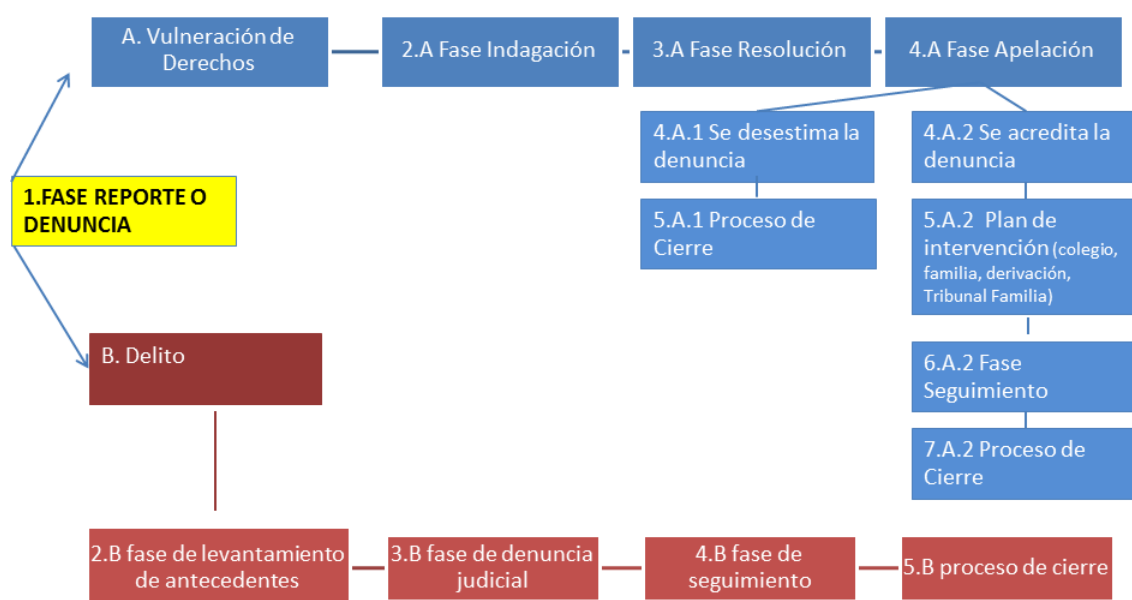 A. Vulneración de
Derechos
2.A Fase Indagación
3.A Fase Resolución
4.A Fase Apelación
4.A.1 Se desestima la
denuncia
4.A.2 Se acredita la
denuncia
1.FASE REPORTE O
DENUNCIA
5.A.1 Proceso de
Cierre
5.A.2 Plan de
intervención (colegio,
familia, derivación,
Tribunal Familia)
B. Delito
6.A.2 Fase
Seguimiento
7.A.2 Proceso de
Cierre
2.B fase de levantamiento
de antecedentes
3.B fase de denuncia
judicial
4.B fase de
seguimiento
5.B proceso de cierre